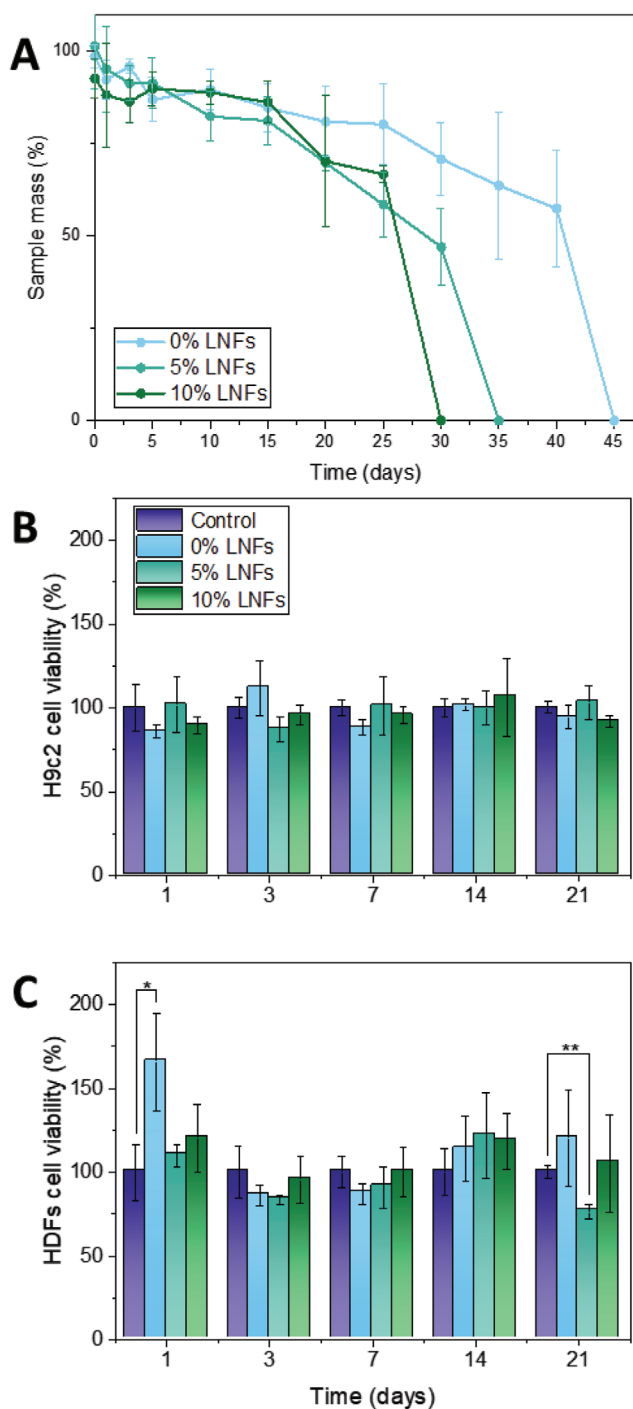 A
Sample mass (%)
100
50
0
0% LNFs
5% LNFs
10% LNFs
0 5 10 15 20 25 30 35 40 45
Time (days)
B
H9c2 cell viability (%)
200
150
100
50
0
Control
0% LNFs
5% LNFs
10% LNFs
1 3 7 14 21
C
HDFs cell viability (%)
200
150
100
50
0
*
**
1 3 7 14 21
Time (days)